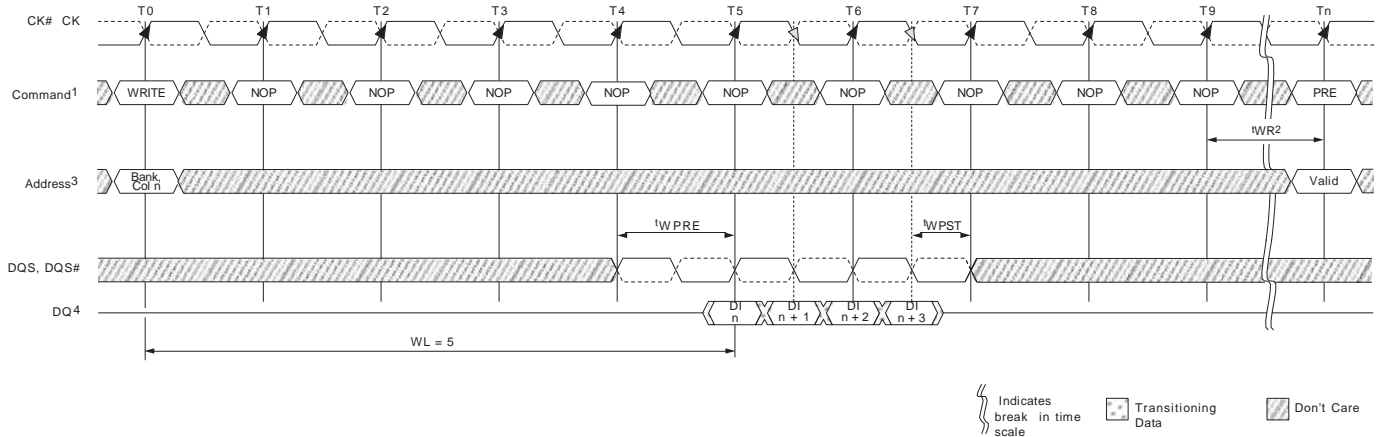 CK# CK T0 T1 T2 T3 T4 T5 T6 T7 T8 T9 Tn
Command1 WRITE NOP NOP NOP NOP NOP NOP NOP NOP NOP PRE
tWR2
Address3 Bank, Col n Valid
tWPRE tWPST
DQS, DQS#
DQ4 DI n DI n + 1 DI n + 2 DI n + 3
WL = 5
Indicates break in time scale
Transitioning Data
Don't Care